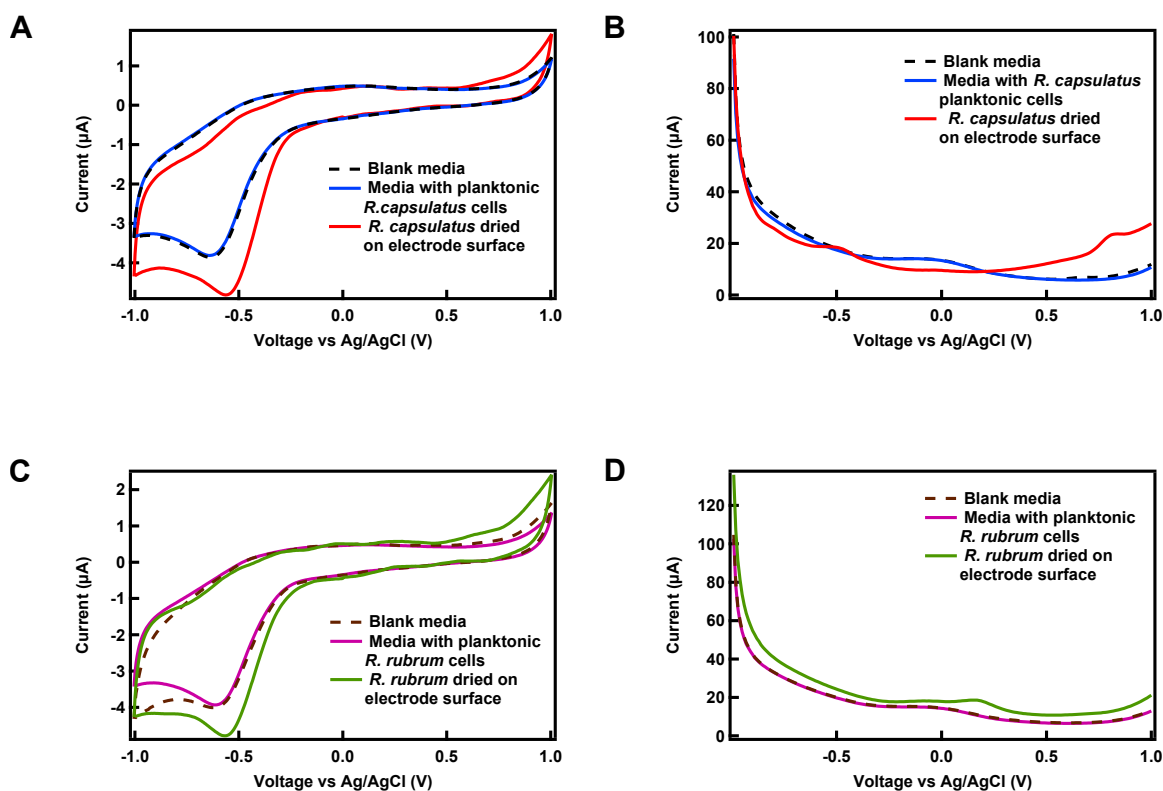 A
1
0
-1
-2
-3
-4
Current (µA)
Blank media
Media with planktonic
R.capsulatus cells
R. capsulatus dried
on electrode surface
-1.0
-0.5
0.0
0.5
1.0
Voltage vs Ag/AgCl (V)
B
100
80
60
40
20
0
Current (µA)
Blank media
Media with R. capsulatus
planktonic cells
R. capsulatus dried
on electrode surface
-0.5
0.0
0.5
1.0
Voltage vs Ag/AgCl (V)
C
2
1
0
-1
-2
-3
-4
Current (µA)
Blank media
Media with planktonic
R. rubrum cells
R. rubrum dried on
electrode surface
-1.0
-0.5
0.0
0.5
1.0
Voltage vs Ag/AgCl (V)
D
120
100
80
60
40
20
0
Current (µA)
Blank media
Media with planktonic
R. rubrum cells
R. rubrum dried on
electrode surface
-0.5
0.0
0.5
1.0
Voltage vs Ag/AgCl (V)